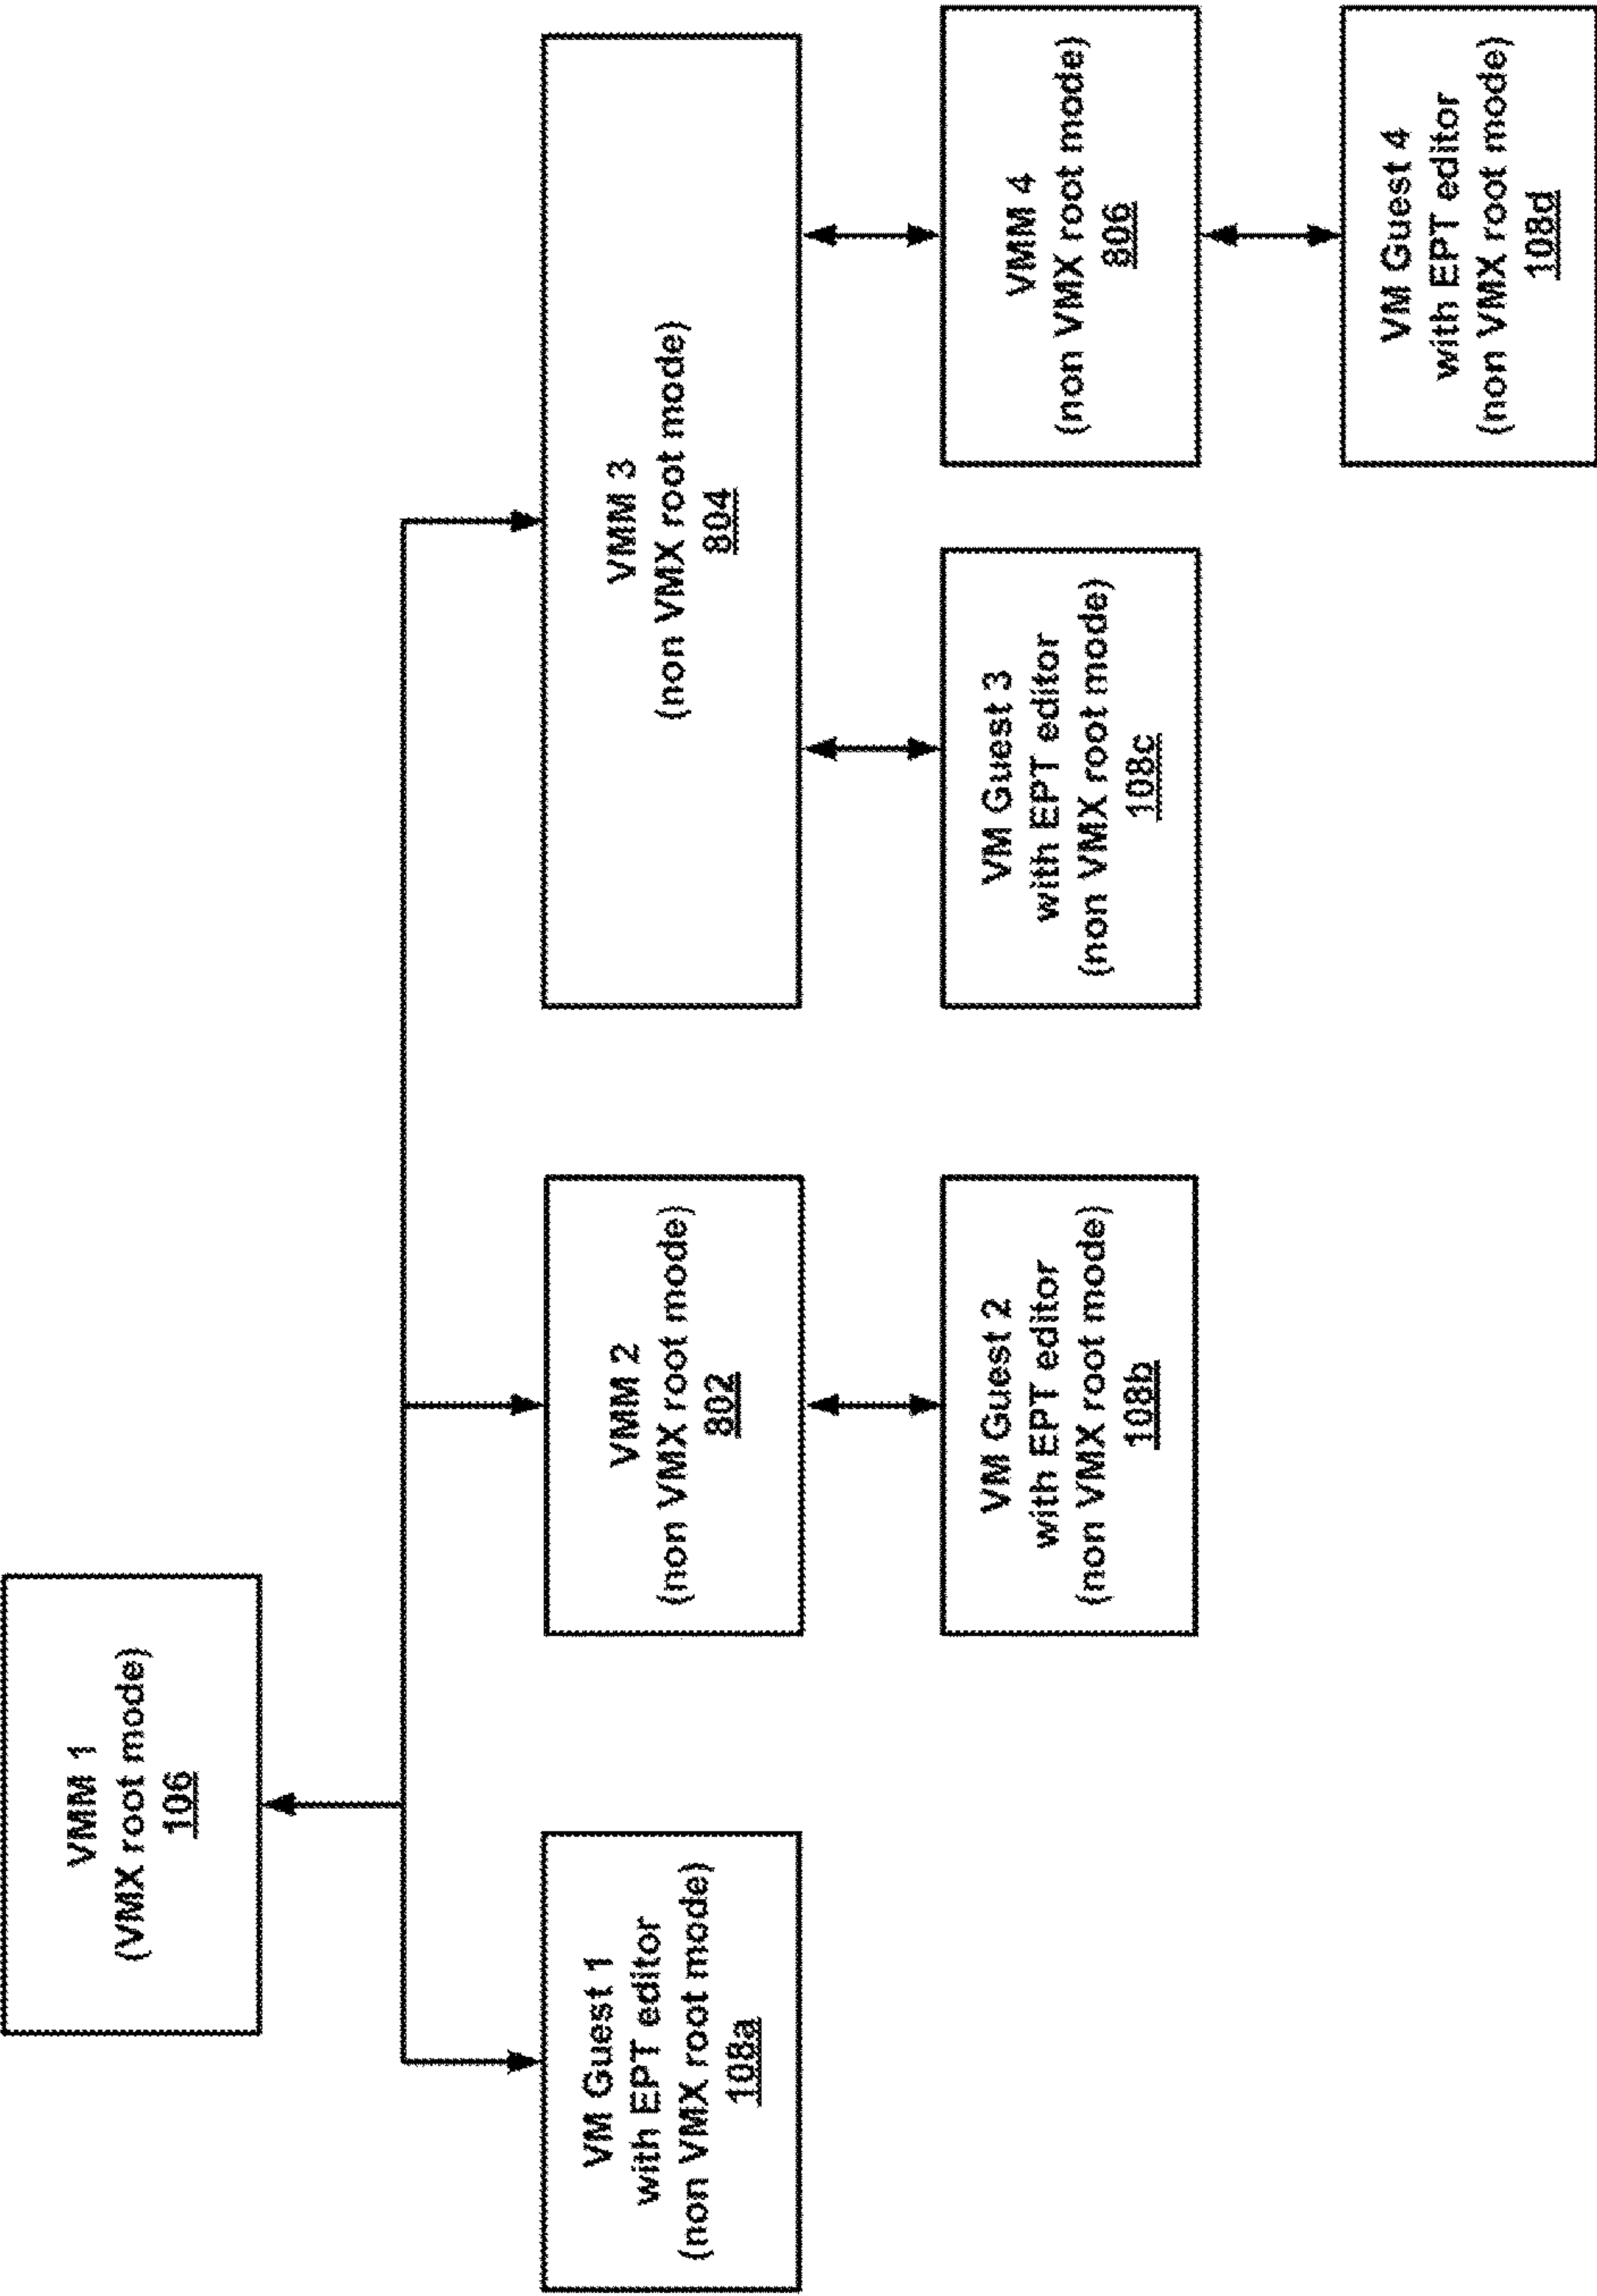 VMM 1
(VMX root mode)
106
VM Guest 1
with EPT editor
(non VMX root mode)
108a
VMM 2
(non VMX root mode)
802
VMM 3
(non VMX root mode)
804
VM Guest 2
with EPT editor
(non VMX root mode)
108b
VM Guest 3
with EPT editor
(non VMX root mode)
108c
VMM 4
(non VMX root mode)
806
VM Guest 4
with EPT editor
(non VMX root mode)
108d